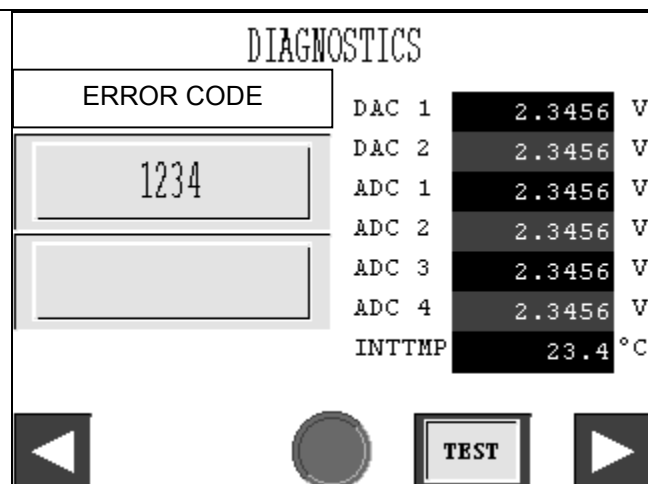 DIAGNOSTICS
ERROR CODE
1234
DAC 1 2.3456 V
DAC 2 2.3456 V
ADC 1 2.3456 V
ADC 2 2.3456 V
ADC 3 2.3456 V
ADC 4 2.3456 V
INTTMP 23.4 °C
TEST